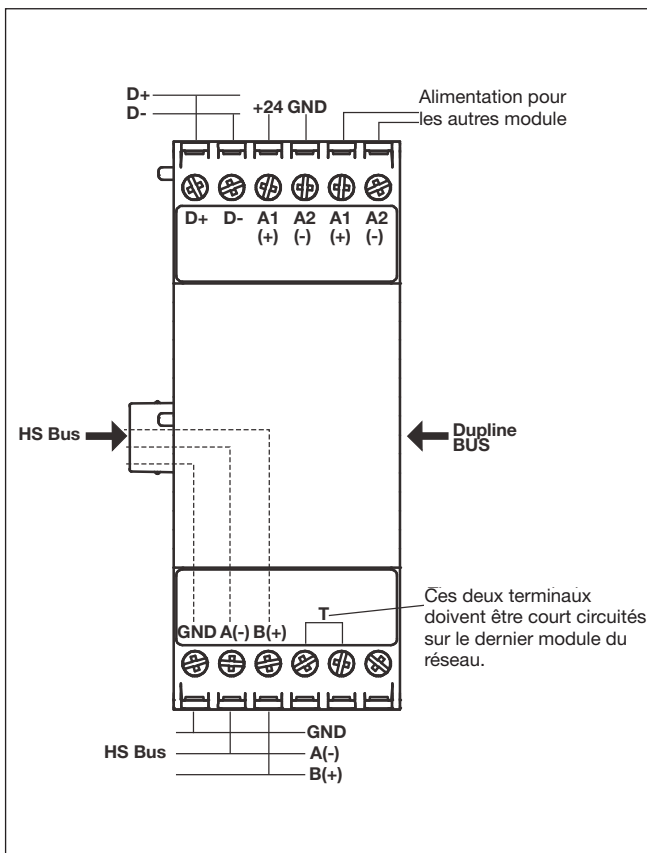 D+
D-
+24 GND
Alimentation pour
les autres module
D+ D- A1 A2 A1 A2
(+) (-) (+) (-)
HS Bus
Dupline
BUS
Ces deux terminaux
doivent être court circuités
sur le dernier module du
réseau.
T
GND A(-) B(+)
GND
HS Bus
A(-)
B(+)